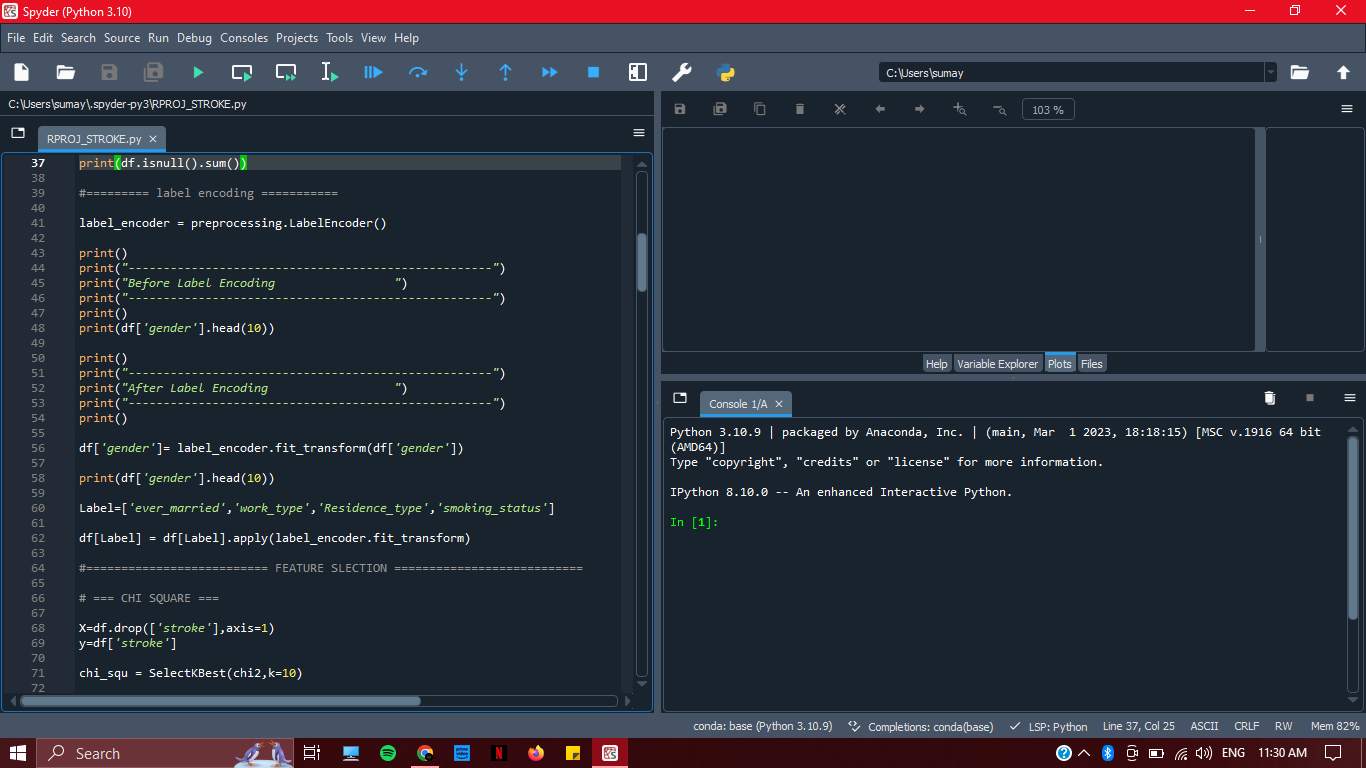 Spyder (Python 3.10)
File Edit Search Source Run Debug Consoles Projects Tools View Help
C:\Users\sumay
C:\Users\sumay\.spyder-py3\RPROJ_STROKE.py
RPROJ_STROKE.py
37 print(df.isnull().sum())
38
39 #========= label encoding ===========
40
41 label_encoder = preprocessing.LabelEncoder()
42
43 print()
44 print("----------------------------------------------------")
45 print("Before Label Encoding                 ")
46 print("----------------------------------------------------")
47 print()
48 print(df['gender'].head(10))
49
50 print()
51 print("----------------------------------------------------")
52 print("After Label Encoding                  ")
53 print("----------------------------------------------------")
54 print()
55
56 df['gender']= label_encoder.fit_transform(df['gender'])
57
58 print(df['gender'].head(10))
59
60 Label=['ever_married','work_type','Residence_type','smoking_status']
61
62 df[Label] = df[Label].apply(label_encoder.fit_transform)
63
64 #========================== FEATURE SLECTION ===========================
65
66 # === CHI SQUARE ===
67
68 X=df.drop(['stroke'],axis=1)
69 y=df['stroke']
70
71 chi_squ = SelectKBest(chi2,k=10)
72
103 %
Help Variable Explorer Plots Files
Console 1/A
Python 3.10.9 | packaged by Anaconda, Inc. | (main, Mar  1 2023, 18:18:15) [MSC v.1916 64 bit
(AMD64)]
Type "copyright", "credits" or "license" for more information.
IPython 8.10.0 -- An enhanced Interactive Python.
In [1]:
conda: base (Python 3.10.9) Completions: conda(base) LSP: Python Line 37, Col 25 ASCII CRLF RW Mem 82%
Search
ENG 11:30 AM